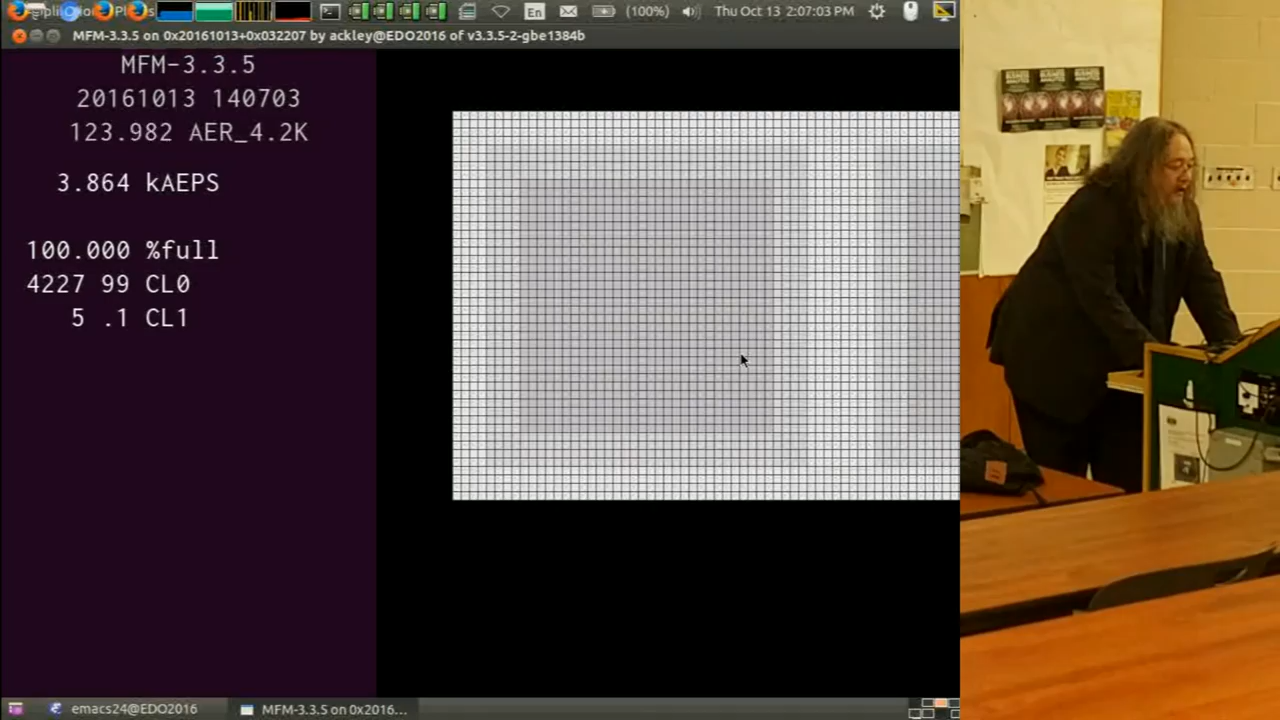 En (100%) Thu Oct 13 2:07:03 PM
MFM-3.3.5 on 0x20161013+0x032207 by ackley@EDO2016 of v3.3.5-2-gbe1384b
MFM-3.3.5
20161013 140703
123.982 AER_4.2K
3.864 kAEPS
100.000 %full
4227 99 CL0
5 .1 CL1
emacs24@EDO2016
MFM-3.3.5 on 0x2016...